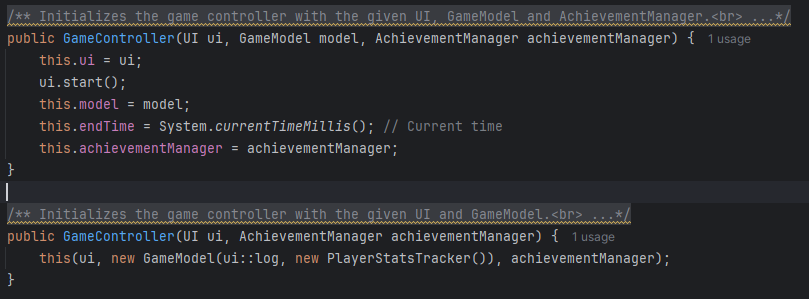 /** Initializes the game controller with the given UI, GameModel and AchievementManager.<br> ...*/
public GameController(UI ui, GameModel model, AchievementManager achievementManager) { 1 usage
this.ui = ui;
ui.start();
this.model = model;
this.endTime = System.currentTimeMillis(); // Current time
this.achievementManager = achievementManager;
}
/** Initializes the game controller with the given UI and GameModel.<br> ...*/
public GameController(UI ui, AchievementManager achievementManager) { 1 usage
this(ui, new GameModel(ui::log, new PlayerStatsTracker()), achievementManager);
}